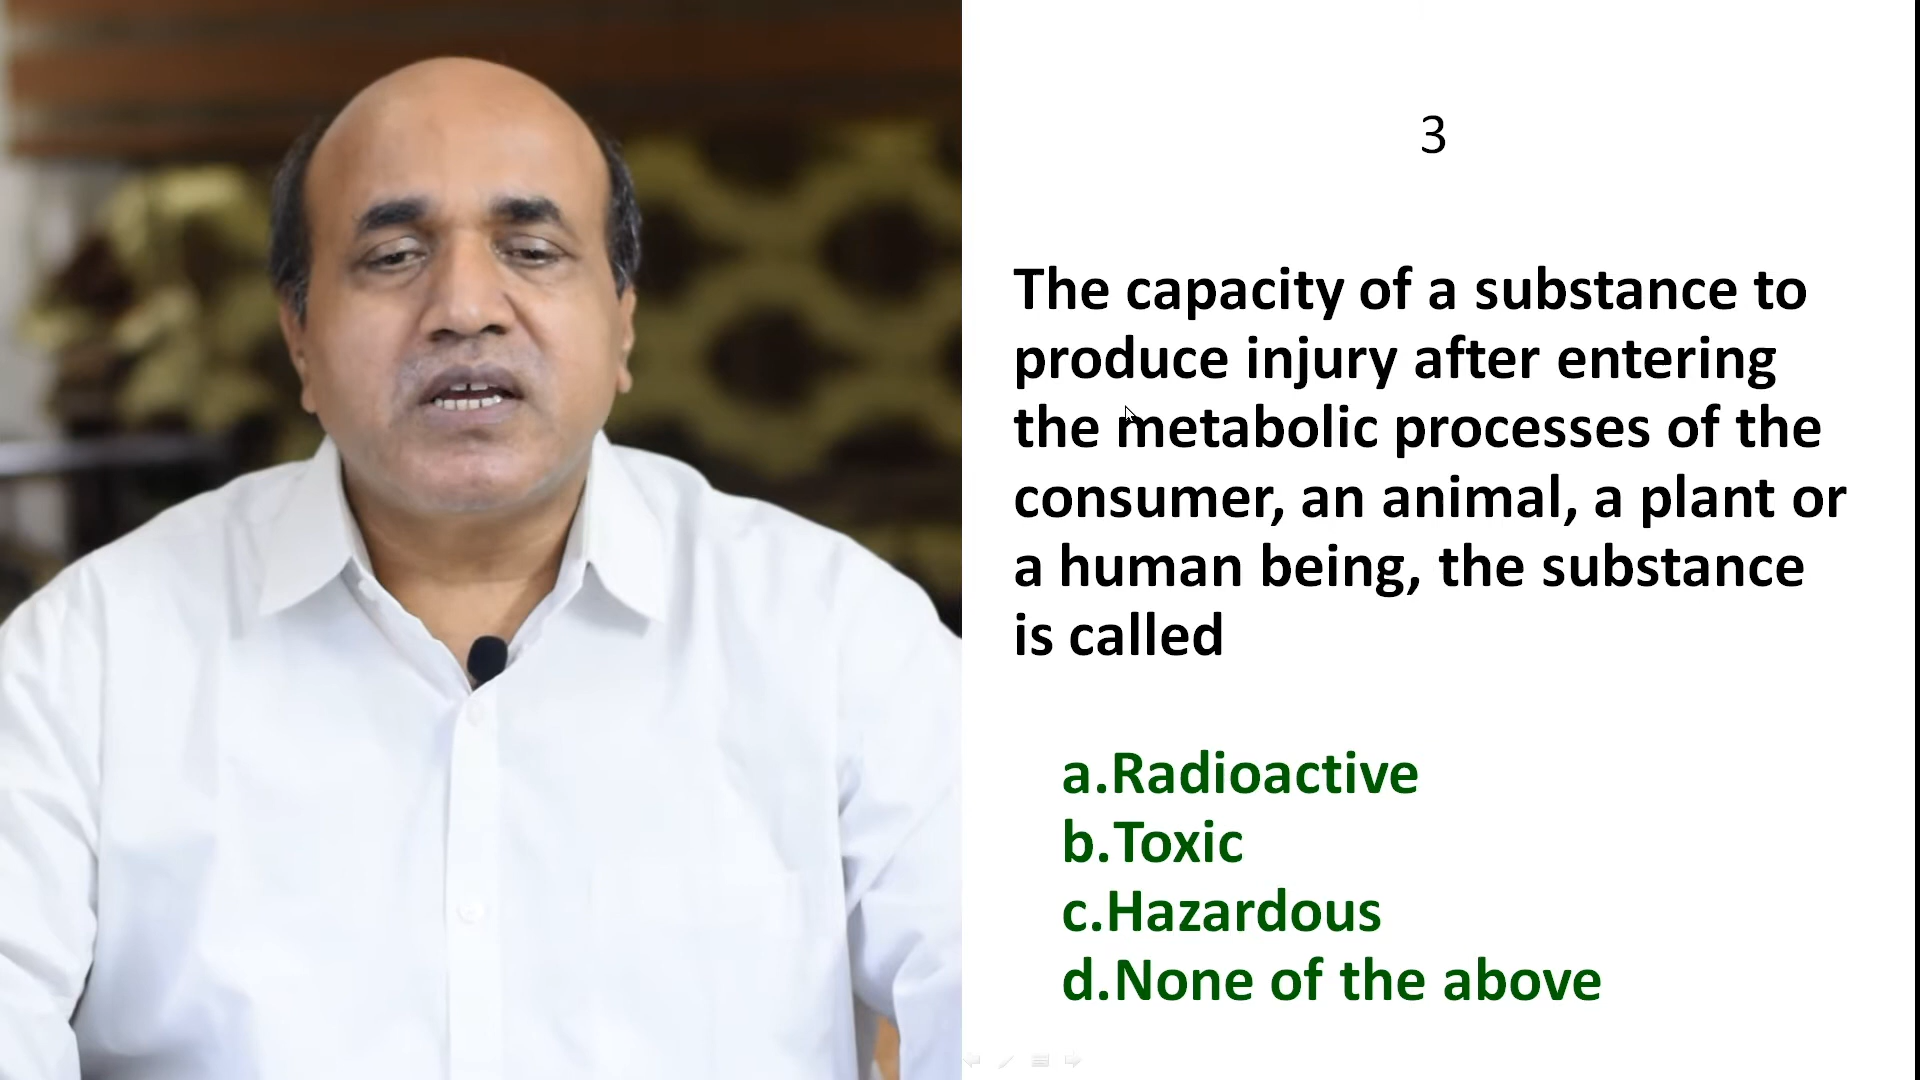 3
The capacity of a substance to
produce injury after entering
the metabolic processes of the
consumer, an animal, a plant or
a human being, the substance
is called
a.Radioactive
b.Toxic
c.Hazardous
d.None of the above